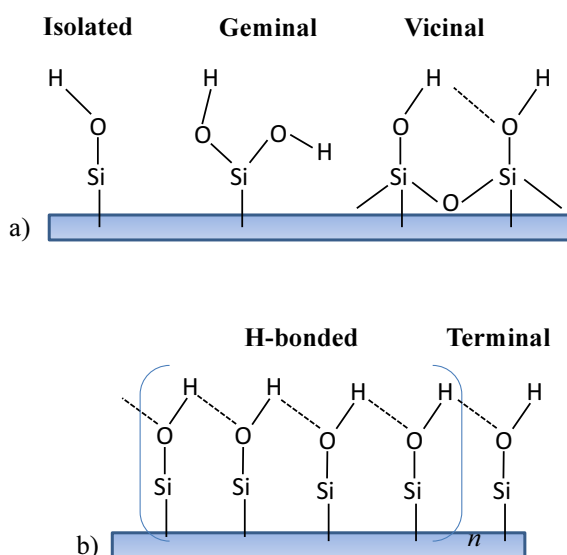 Isolated Geminal Vicinal
H H H H
O O O O O
H
Si Si Si Si
O
a)
H-bonded Terminal
H H H H H
O O O O O
Si Si Si Si Si
b) n